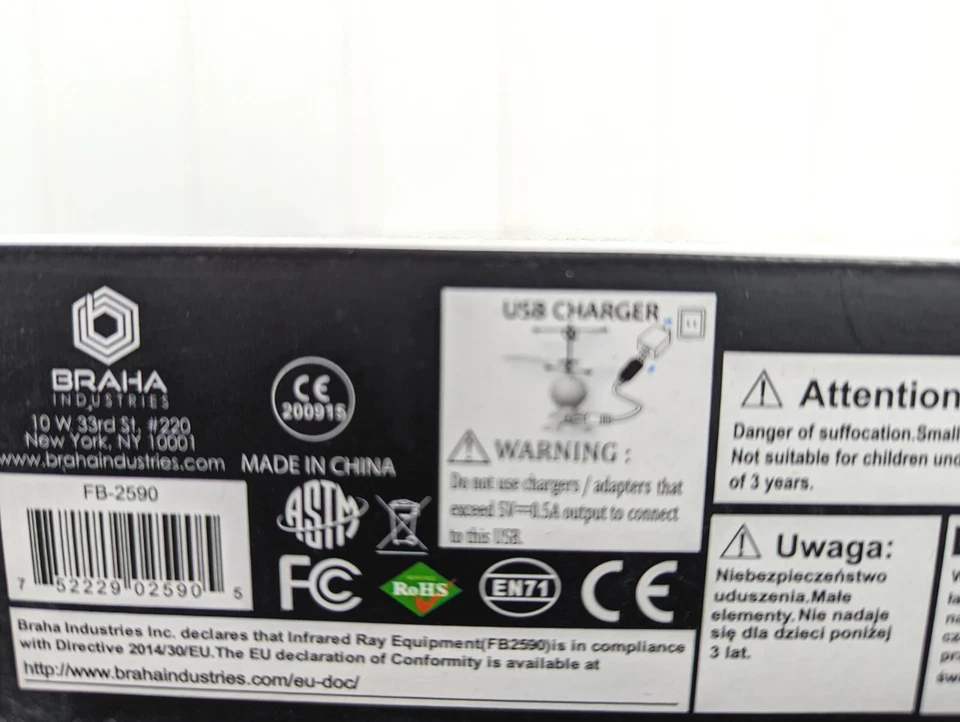 BRAHA
INDUSTRIES
10 W. 33rd St, #220
New York, NY 10001
www.brahaindustries.com
FB-2590
7 52229 02590 5
CE
200915
MADE IN CHINA
ASTM
FC
RoHS
EN71
CE
USB CHARGER
WARNING :
Do not use chargers / adapters that
exceed 5V⎓0.5A output to connect
to this USB.
Attention
Danger of suffocation.Small
Not suitable for children und
of 3 years.
Uwaga:
Niebezpieczeństwo
uduszenia.Małe
elementy. Nie nadaje
się dla dzieci poniżej
3 lat.
Braha Industries Inc. declares that Infrared Ray Equipment(FB2590)is in compliance
with Directive 2014/30/EU.The EU declaration of Conformity is available at
http://www.brahaindustries.com/eu-doc/